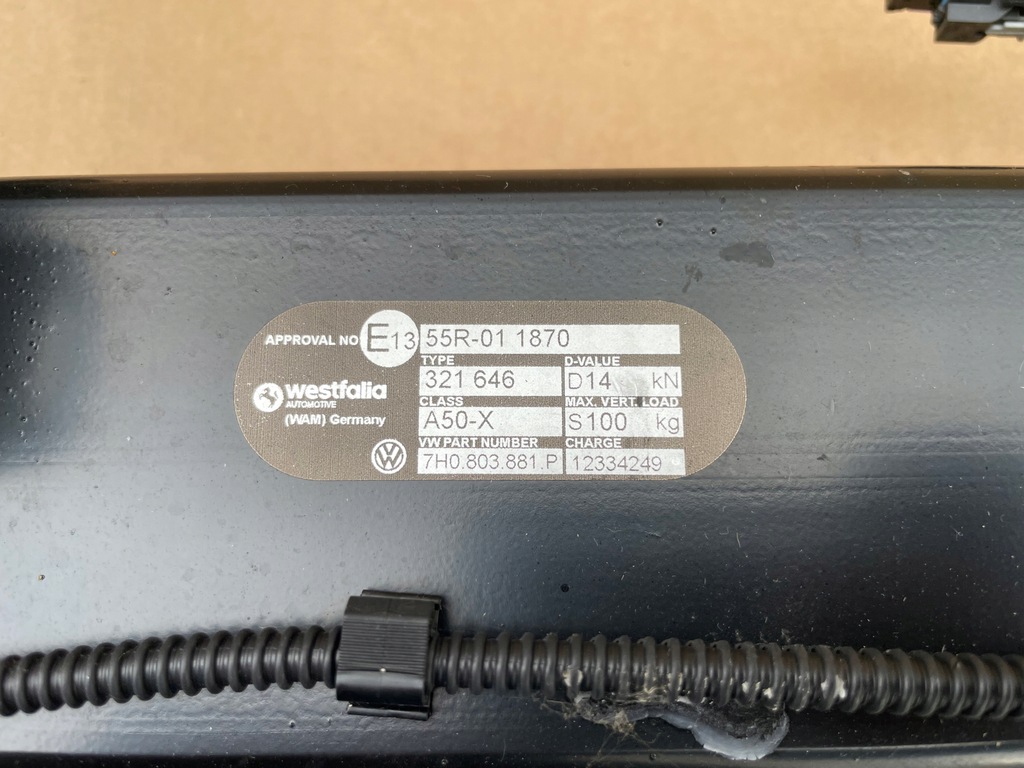 APPROVAL NO E13 55R-01 1870
TYPE D-VALUE
321 646 D14 kN
westfalia
AUTOMOTIVE
(WAM) Germany
CLASS MAX. VERT. LOAD
A50-X S100 kg
VW PART NUMBER CHARGE
7H0.803.881.P 12334249